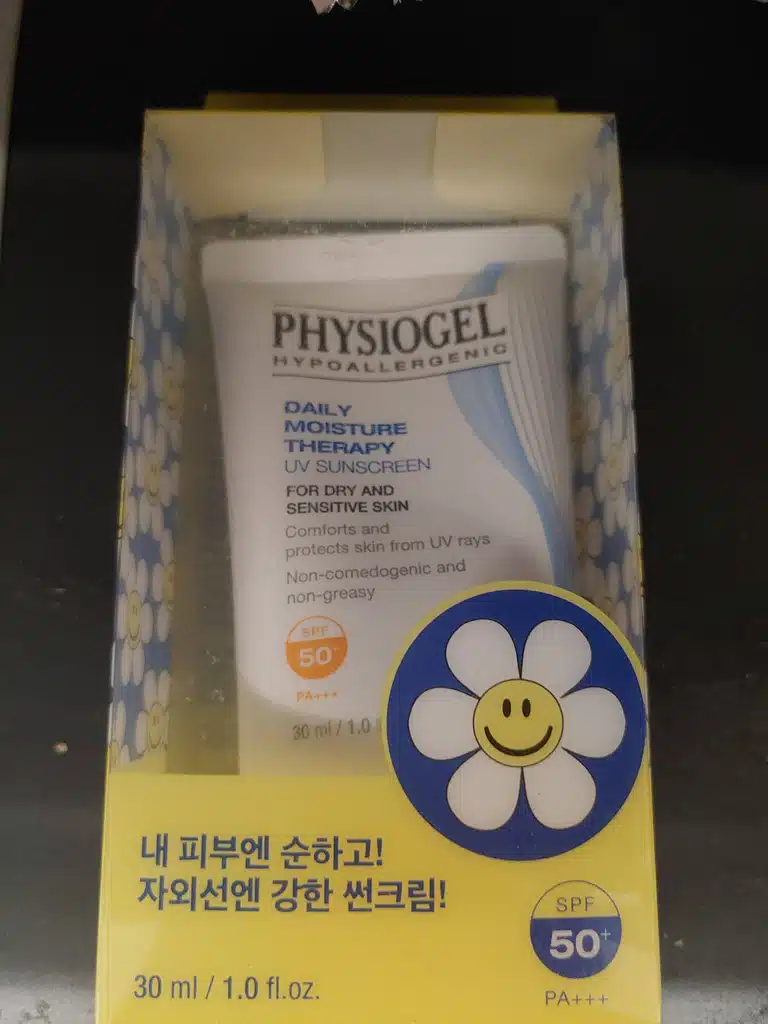 PHYSIOGEL
HYPOALLERGENIC
DAILY
MOISTURE
THERAPY
UV SUNSCREEN
FOR DRY AND
SENSITIVE SKIN
Comforts and
protects skin from UV rays
Non-comedogenic and
non-greasy
SPF
50+
PA+++
30 ml / 1.0
내 피부엔 순하고!
자외선엔 강한 썬크림!
SPF
50+
PA+++
30 ml / 1.0 fl.oz.